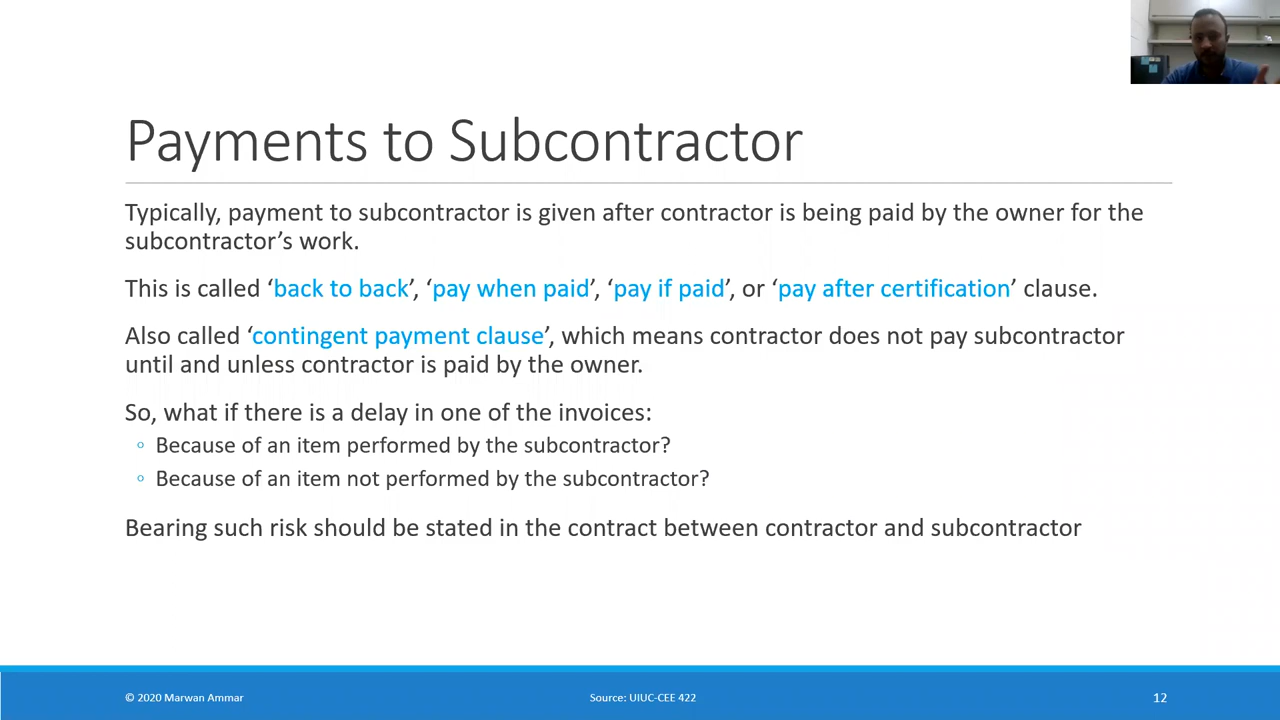 Payments to Subcontractor
Typically, payment to subcontractor is given after contractor is being paid by the owner for the
subcontractor’s work.
This is called ‘back to back’, ‘pay when paid’, ‘pay if paid’, or ‘pay after certification’ clause.
Also called ‘contingent payment clause’, which means contractor does not pay subcontractor
until and unless contractor is paid by the owner.
So, what if there is a delay in one of the invoices:
◦ Because of an item performed by the subcontractor?
◦ Because of an item not performed by the subcontractor?
Bearing such risk should be stated in the contract between contractor and subcontractor
© 2020 Marwan Ammar
Source: UIUC-CEE 422
12